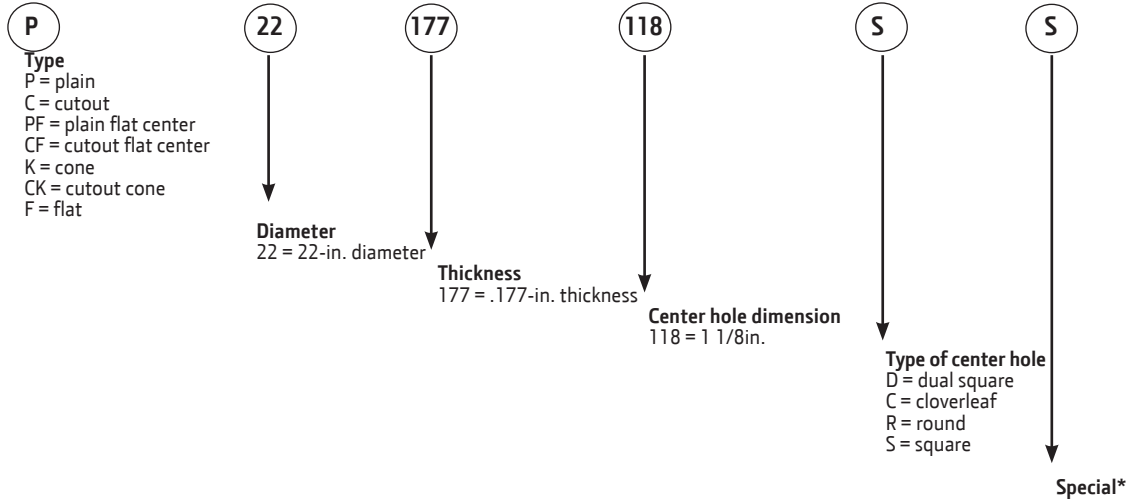 P
22
177
118
S
S
Type
P = plain
C = cutout
PF = plain flat center
CF = cutout flat center
K = cone
CK = cutout cone
F = flat
Diameter
22 = 22-in. diameter
Thickness
177 = .177-in. thickness
Center hole dimension
118 = 1 1/8in.
Type of center hole
D = dual square
C = cloverleaf
R = round
S = square
Special*